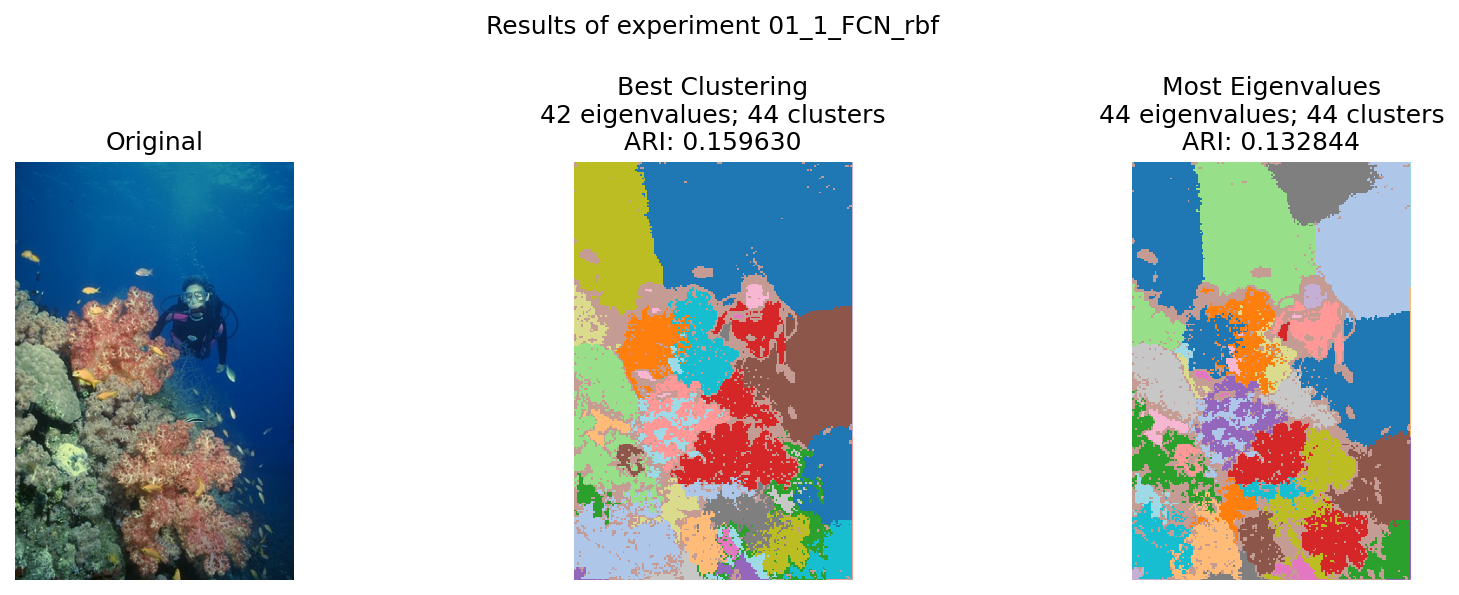 Results of experiment 01_1_FCN_rbf
Original
Best Clustering
42 eigenvalues; 44 clusters
ARI: 0.159630
Most Eigenvalues
44 eigenvalues; 44 clusters
ARI: 0.132844